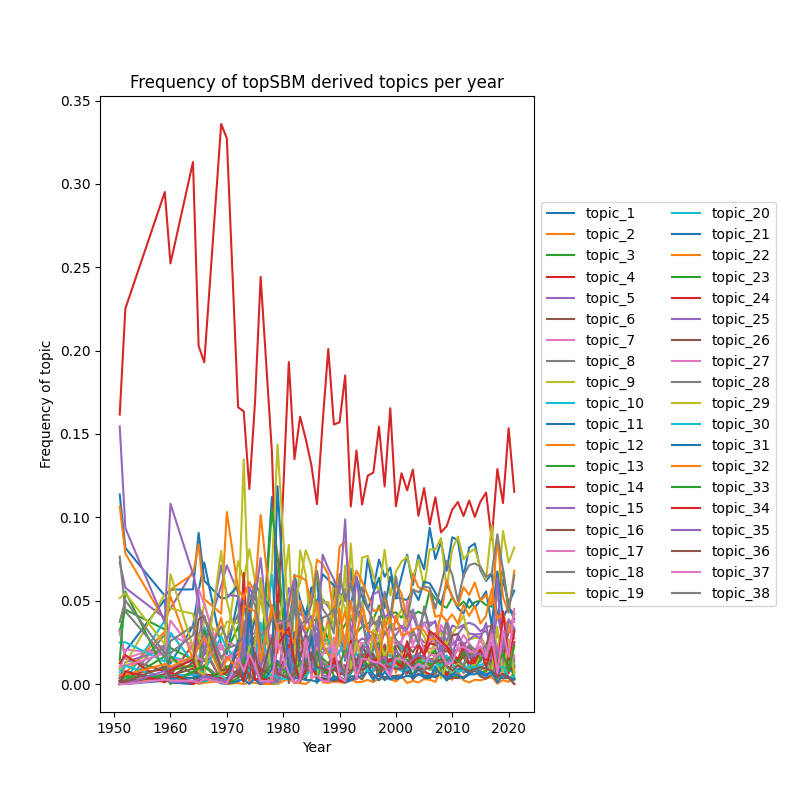 Frequency of topSBM derived topics per year
Frequency of topic
0.35
0.30
0.25
0.20
0.15
0.10
0.05
0.00
1950 1960 1970 1980 1990 2000 2010 2020
Year
topic_1
topic_2
topic_3
topic_4
topic_5
topic_6
topic_7
topic_8
topic_9
topic_10
topic_11
topic_12
topic_13
topic_14
topic_15
topic_16
topic_17
topic_18
topic_19
topic_20
topic_21
topic_22
topic_23
topic_24
topic_25
topic_26
topic_27
topic_28
topic_29
topic_30
topic_31
topic_32
topic_33
topic_34
topic_35
topic_36
topic_37
topic_38